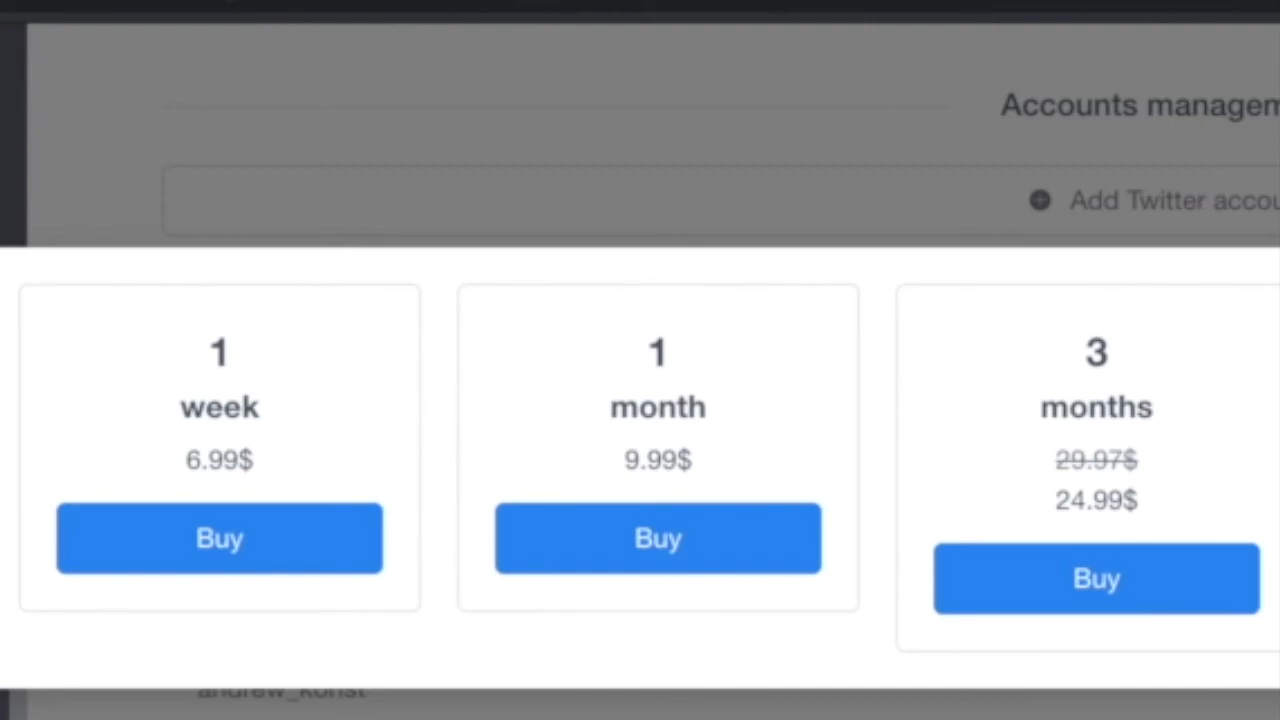 Accounts managem
Add Twitter accou
1
week
6.99$
Buy
1
month
9.99$
Buy
3
months
29.97$
24.99$
Buy
andrew_konst